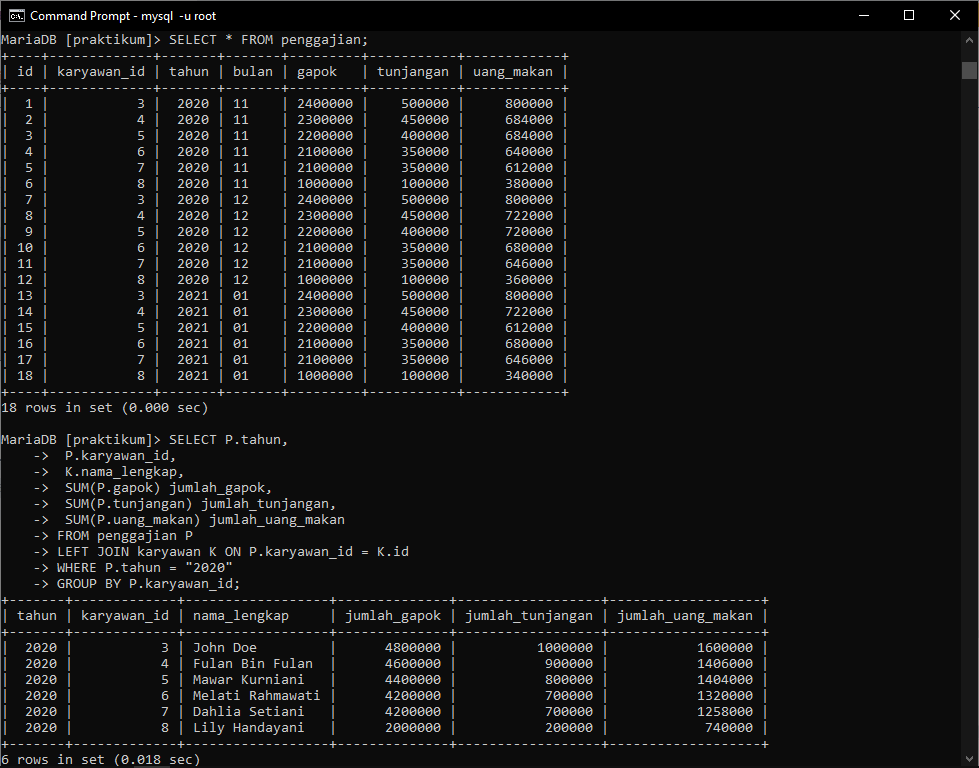 Command Prompt - mysql  -u root
MariaDB [praktikum]> SELECT * FROM penggajian;
+----+-------------+-------+-------+---------+-----------+------------+
| id | karyawan_id | tahun | bulan | gapok   | tunjangan | uang_makan |
+----+-------------+-------+-------+---------+-----------+------------+
|  1 |           3 |  2020 | 11    | 2400000 |    500000 |     800000 |
|  2 |           4 |  2020 | 11    | 2300000 |    450000 |     684000 |
|  3 |           5 |  2020 | 11    | 2200000 |    400000 |     684000 |
|  4 |           6 |  2020 | 11    | 2100000 |    350000 |     640000 |
|  5 |           7 |  2020 | 11    | 2100000 |    350000 |     612000 |
|  6 |           8 |  2020 | 11    | 1000000 |    100000 |     380000 |
|  7 |           3 |  2020 | 12    | 2400000 |    500000 |     800000 |
|  8 |           4 |  2020 | 12    | 2300000 |    450000 |     722000 |
|  9 |           5 |  2020 | 12    | 2200000 |    400000 |     720000 |
| 10 |           6 |  2020 | 12    | 2100000 |    350000 |     680000 |
| 11 |           7 |  2020 | 12    | 2100000 |    350000 |     646000 |
| 12 |           8 |  2020 | 12    | 1000000 |    100000 |     360000 |
| 13 |           3 |  2021 | 01    | 2400000 |    500000 |     800000 |
| 14 |           4 |  2021 | 01    | 2300000 |    450000 |     722000 |
| 15 |           5 |  2021 | 01    | 2200000 |    400000 |     612000 |
| 16 |           6 |  2021 | 01    | 2100000 |    350000 |     680000 |
| 17 |           7 |  2021 | 01    | 2100000 |    350000 |     646000 |
| 18 |           8 |  2021 | 01    | 1000000 |    100000 |     340000 |
+----+-------------+-------+-------+---------+-----------+------------+
18 rows in set (0.000 sec)

MariaDB [praktikum]> SELECT P.tahun,
    ->  P.karyawan_id,
    ->  K.nama_lengkap,
    ->  SUM(P.gapok) jumlah_gapok,
    ->  SUM(P.tunjangan) jumlah_tunjangan,
    ->  SUM(P.uang_makan) jumlah_uang_makan
    -> FROM penggajian P
    -> LEFT JOIN karyawan K ON P.karyawan_id = K.id
    -> WHERE P.tahun = "2020"
    -> GROUP BY P.karyawan_id;
+-------+-------------+------------------+--------------+------------------+-------------------+
| tahun | karyawan_id | nama_lengkap     | jumlah_gapok | jumlah_tunjangan | jumlah_uang_makan |
+-------+-------------+------------------+--------------+------------------+-------------------+
|  2020 |           3 | John Doe         |      4800000 |          1000000 |           1600000 |
|  2020 |           4 | Fulan Bin Fulan  |      4600000 |           900000 |           1406000 |
|  2020 |           5 | Mawar Kurniani   |      4400000 |           800000 |           1404000 |
|  2020 |           6 | Melati Rahmawati |      4200000 |           700000 |           1320000 |
|  2020 |           7 | Dahlia Setiani   |      4200000 |           700000 |           1258000 |
|  2020 |           8 | Lily Handayani   |      2000000 |           200000 |            740000 |
+-------+-------------+------------------+--------------+------------------+-------------------+
6 rows in set (0.018 sec)